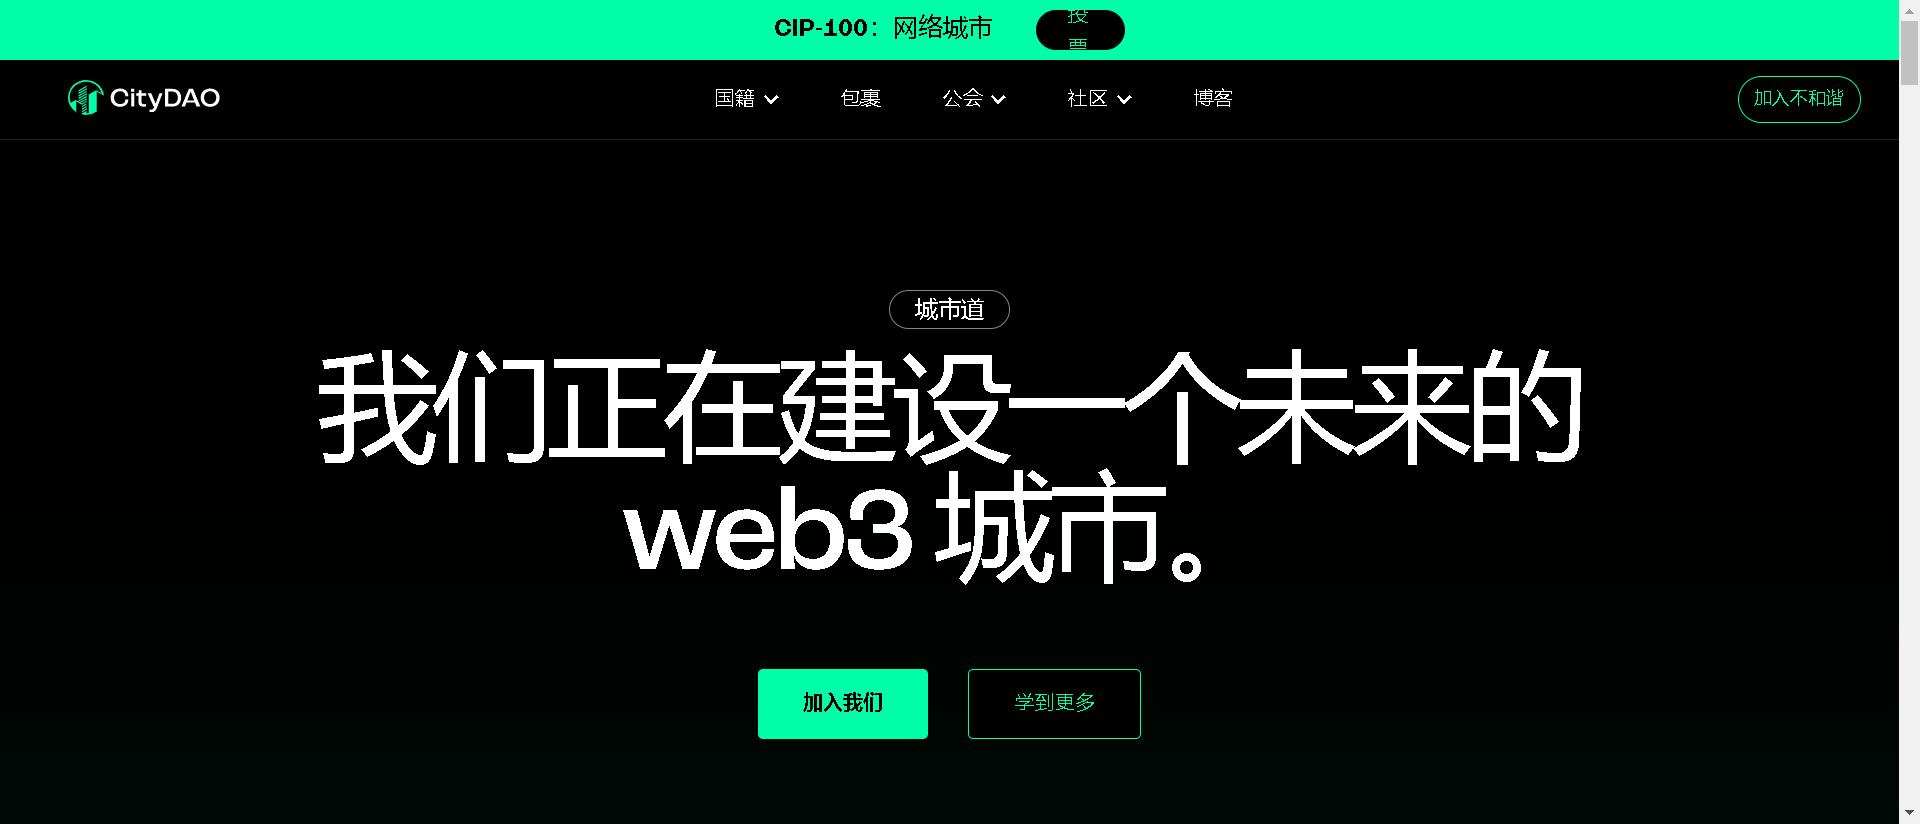 CIP-100：网络城市
投
票
CityDAO
国籍
包裹
公会
社区
博客
加入不和谐
城市道
我们正在建设一个未来的
web3 城市。
加入我们
学到更多